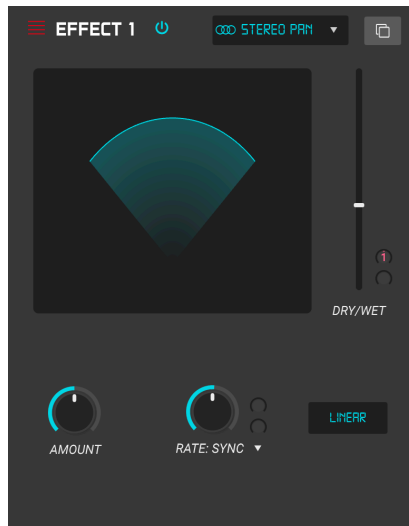 EFFECT 1
STEREO PAN
1
DRY/WET
AMOUNT
RATE: SYNC
LINEAR